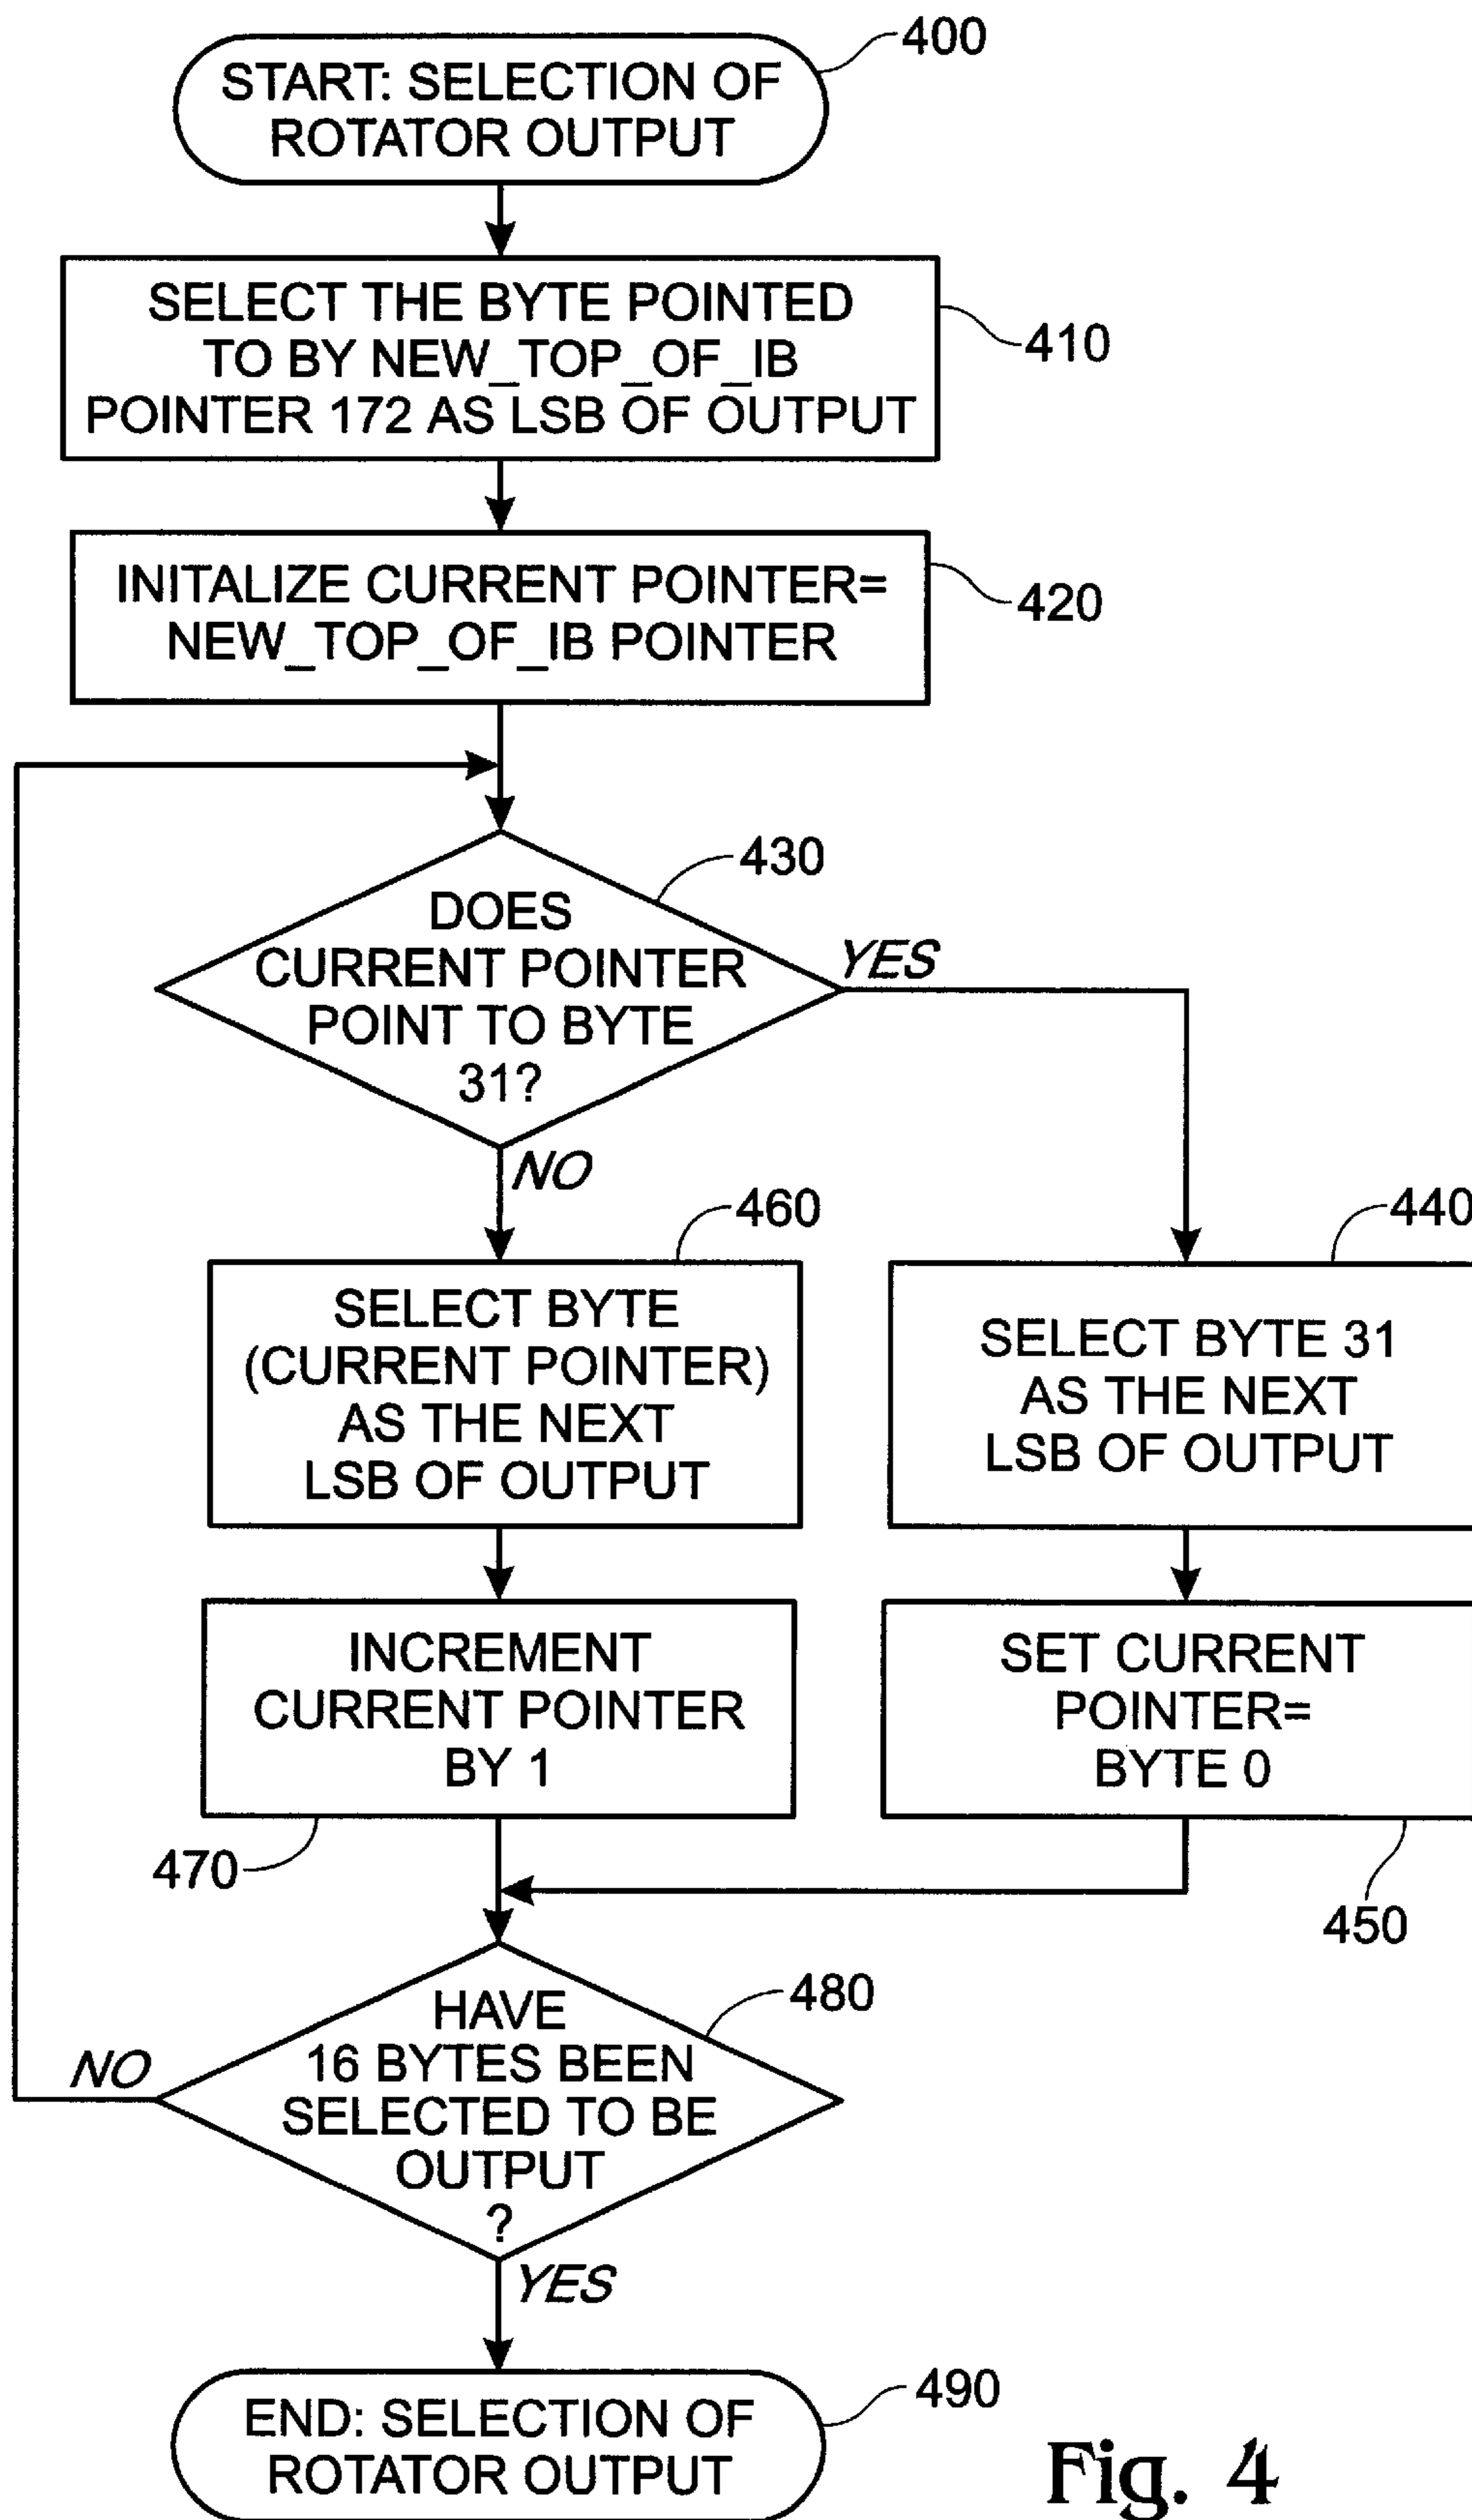 400
START: SELECTION OF
ROTATOR OUTPUT
SELECT THE BYTE POINTED
TO BY NEW_TOP_OF_IB
POINTER 172 AS LSB OF OUTPUT
410
INITALIZE CURRENT POINTER=
NEW_TOP_OF_IB POINTER
420
430
DOES
CURRENT POINTER
POINT TO BYTE
31?
YES
NO
460
SELECT BYTE
(CURRENT POINTER)
AS THE NEXT
LSB OF OUTPUT
440
SELECT BYTE 31
AS THE NEXT
LSB OF OUTPUT
INCREMENT
CURRENT POINTER
BY 1
470
SET CURRENT
POINTER=
BYTE 0
450
480
HAVE
16 BYTES BEEN
SELECTED TO BE
OUTPUT
?
NO
YES
490
END: SELECTION OF
ROTATOR OUTPUT
Fig. 4